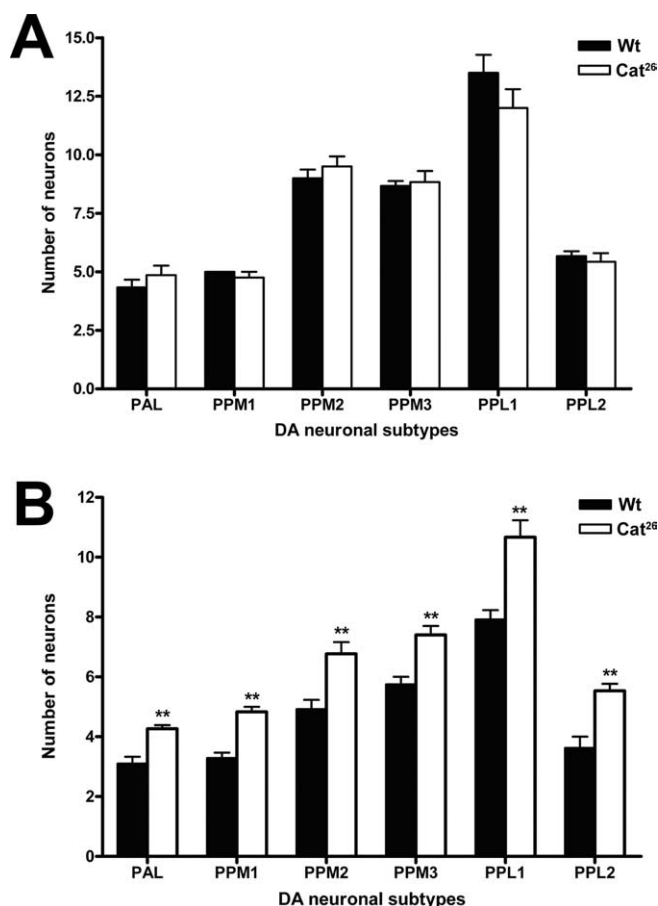 A
Wt
Cat²⁶
15.0
12.5
10.0
7.5
5.0
2.5
0.0
Number of neurons
PAL PPM1 PPM2 PPM3 PPL1 PPL2
DA neuronal subtypes
B
Wt
Cat²⁶
12
10
8
6
4
2
0
Number of neurons
** ** ** ** ** **
PAL PPM1 PPM2 PPM3 PPL1 PPL2
DA neuronal subtypes